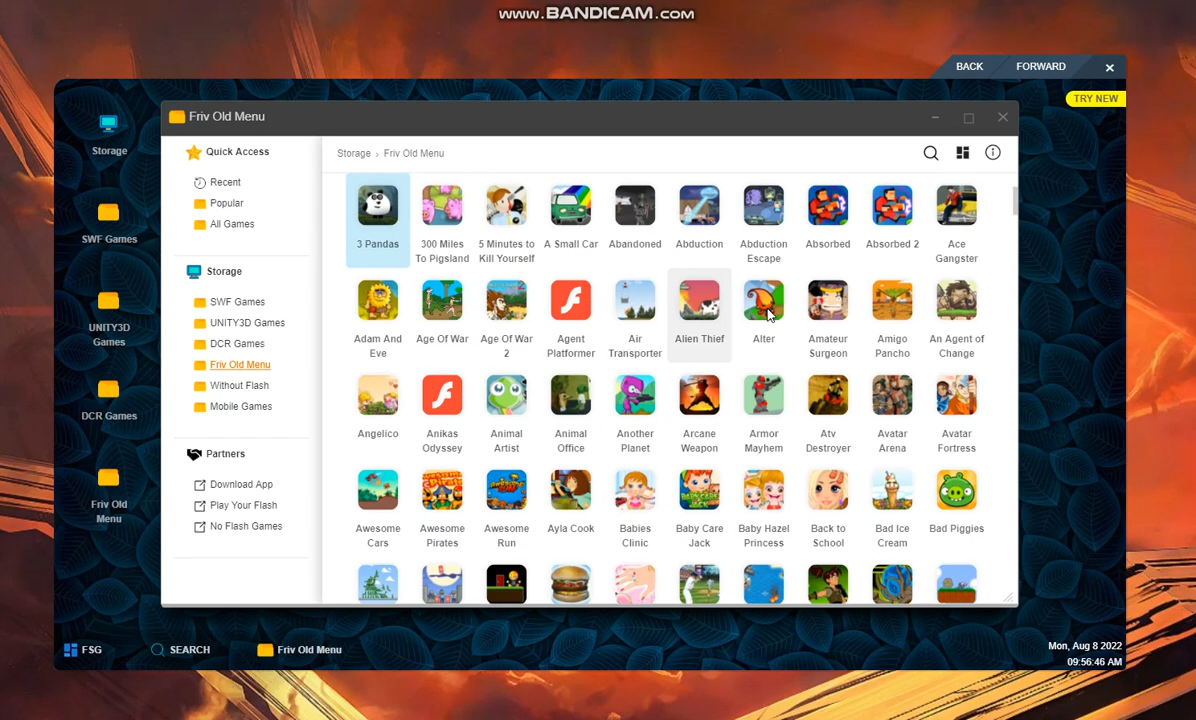 www.BANDICAM.com
BACK
FORWARD
TRY NEW
Friv Old Menu
Storage
SWF Games
UNITY3D
Games
DCR Games
Friv Old
Menu
Quick Access
Recent
Popular
All Games
Storage
SWF Games
UNITY3D Games
DCR Games
Friv Old Menu
Without Flash
Mobile Games
Partners
Download App
Play Your Flash
No Flash Games
Storage › Friv Old Menu
3 Pandas
300 Miles
To Pigsland
5 Minutes to
Kill Yourself
A Small Car
Abandoned
Abduction
Abduction
Escape
Absorbed
Absorbed 2
Ace
Gangster
Adam And
Eve
Age Of War
Age Of War
2
Agent
Platformer
Air
Transporter
Alien Thief
Alter
Amateur
Surgeon
Amigo
Pancho
An Agent of
Change
Angelico
Anikas
Odyssey
Animal
Artist
Animal
Office
Another
Planet
Arcane
Weapon
Armor
Mayhem
Atv
Destroyer
Avatar
Arena
Avatar
Fortress
Awesome
Cars
Awesome
Pirates
Awesome
Run
Ayla Cook
Babies
Clinic
Baby Care
Jack
Baby Hazel
Princess
Back to
School
Bad Ice
Cream
Bad Piggies
FSG
SEARCH
Friv Old Menu
Mon, Aug 8 2022
09:56:46 AM